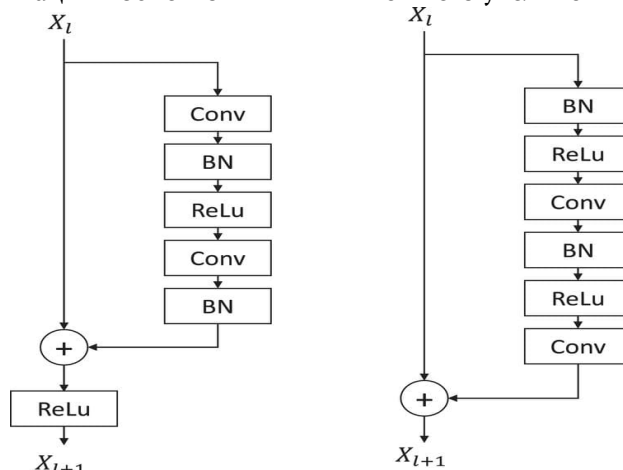 X_l
Conv
BN
ReLu
Conv
BN
+
ReLu
X_{l+1}
X_l
BN
ReLu
Conv
BN
ReLu
Conv
+
X_{l+1}